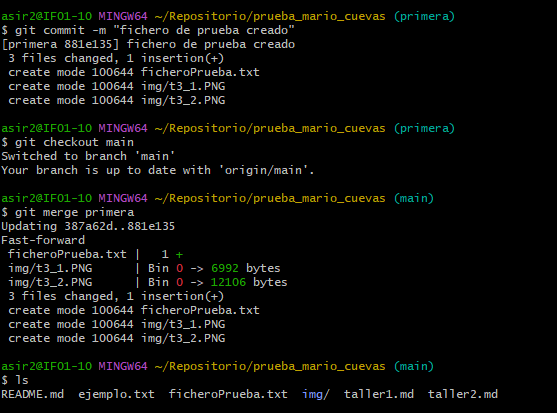 asir2@IFO1-10 MINGW64 ~/Repositorio/prueba_mario_cuevas (primera)
$ git commit -m "fichero de prueba creado"
[primera 881e135] fichero de prueba creado
 3 files changed, 1 insertion(+)
 create mode 100644 ficheroPrueba.txt
 create mode 100644 img/t3_1.PNG
 create mode 100644 img/t3_2.PNG
asir2@IFO1-10 MINGW64 ~/Repositorio/prueba_mario_cuevas (primera)
$ git checkout main
Switched to branch 'main'
Your branch is up to date with 'origin/main'.
asir2@IFO1-10 MINGW64 ~/Repositorio/prueba_mario_cuevas (main)
$ git merge primera
Updating 387a62d..881e135
Fast-forward
 ficheroPrueba.txt |   1 +
 img/t3_1.PNG      | Bin 0 -> 6992 bytes
 img/t3_2.PNG      | Bin 0 -> 12106 bytes
 3 files changed, 1 insertion(+)
 create mode 100644 ficheroPrueba.txt
 create mode 100644 img/t3_1.PNG
 create mode 100644 img/t3_2.PNG
asir2@IFO1-10 MINGW64 ~/Repositorio/prueba_mario_cuevas (main)
$ ls
README.md  ejemplo.txt  ficheroPrueba.txt  img/  taller1.md  taller2.md